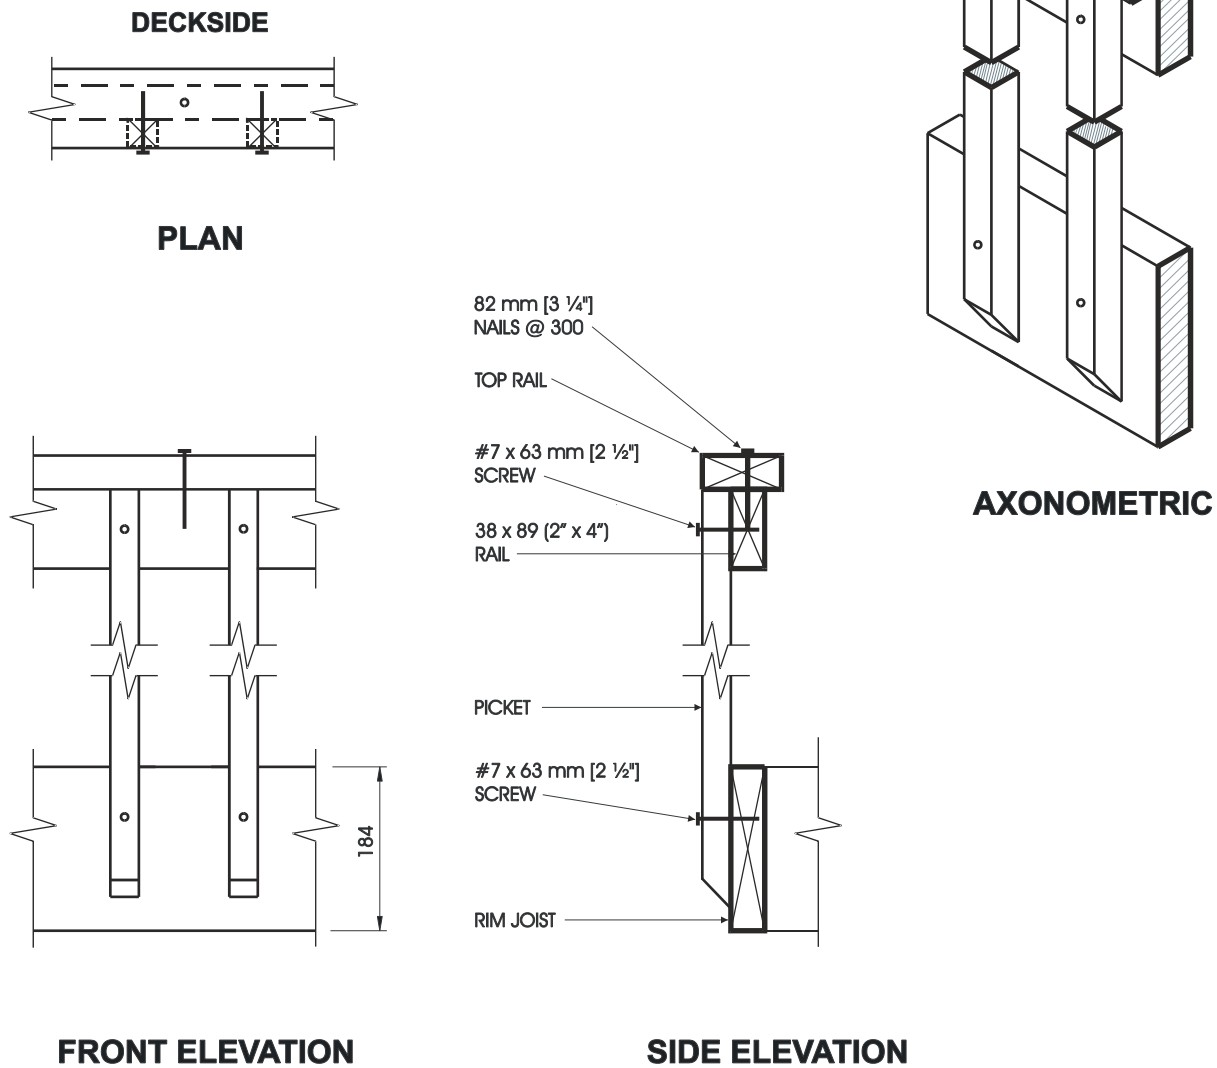 DECKSIDE
PLAN
82 mm [3 ¼"]
NAILS @ 300
TOP RAIL
#7 x 63 mm [2 ½"]
SCREW
38 x 89 (2” x 4”)
RAIL
PICKET
#7 x 63 mm [2 ½"]
SCREW
RIM JOIST
184
AXONOMETRIC
FRONT ELEVATION
SIDE ELEVATION